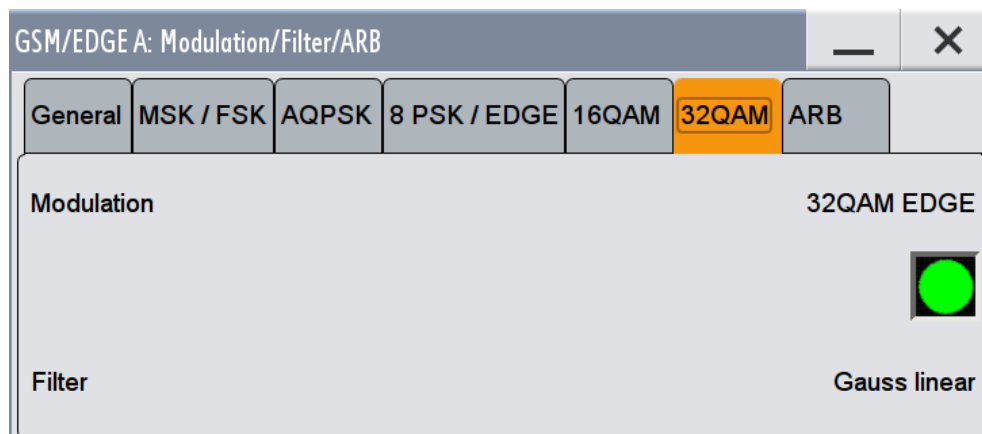 GSM/EDGE A: Modulation/Filter/ARB
General MSK / FSK AQPSK 8 PSK / EDGE 16QAM 32QAM ARB
Modulation 32QAM EDGE
Filter Gauss linear